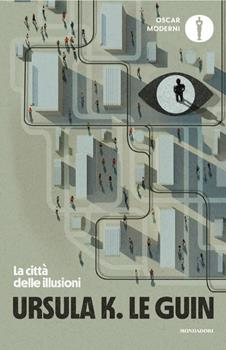 OSCAR
MODERNI
La città
delle illusioni
URSULA K. LE GUIN
MONDADORI